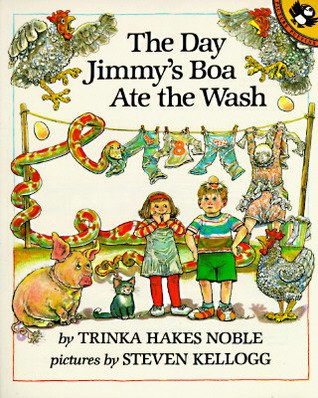 The Day
Jimmy's Boa
Ate the Wash
by TRINKA HAKES NOBLE
pictures by STEVEN KELLOGG